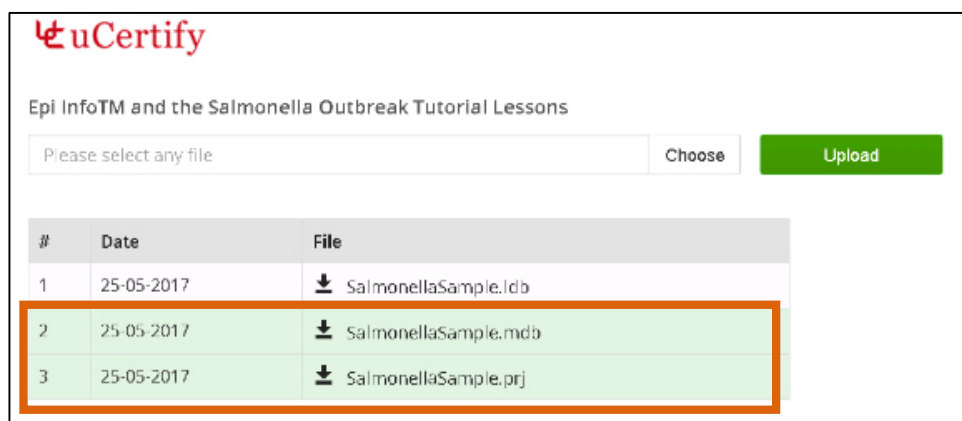 uCertify
Epi InfoTM and the Salmonella Outbreak Tutorial Lessons
Please select any file Choose Upload
# Date File
1 25-05-2017 SalmonellaSample.ldb
2 25-05-2017 SalmonellaSample.mdb
3 25-05-2017 SalmonellaSample.prj